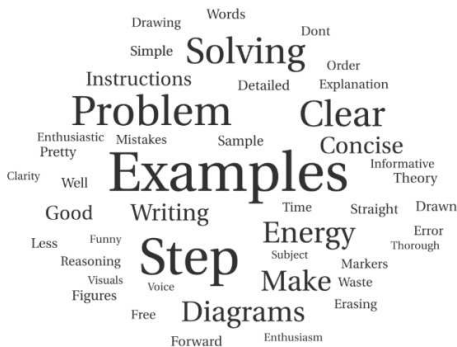 Words
Drawing
Dont
Simple Solving
Order
Instructions Detailed Explanation
Problem Clear
Enthusiastic Mistakes Sample Concise
Pretty
Examples Informative
Clarity Well Theory
Good Writing Time Straight Drawn
Less Funny Step Energy Error
Thorough
Reasoning Subject Markers
Visuals Voice Make Waste
Figures
Free Diagrams Erasing
Forward Enthusiasm